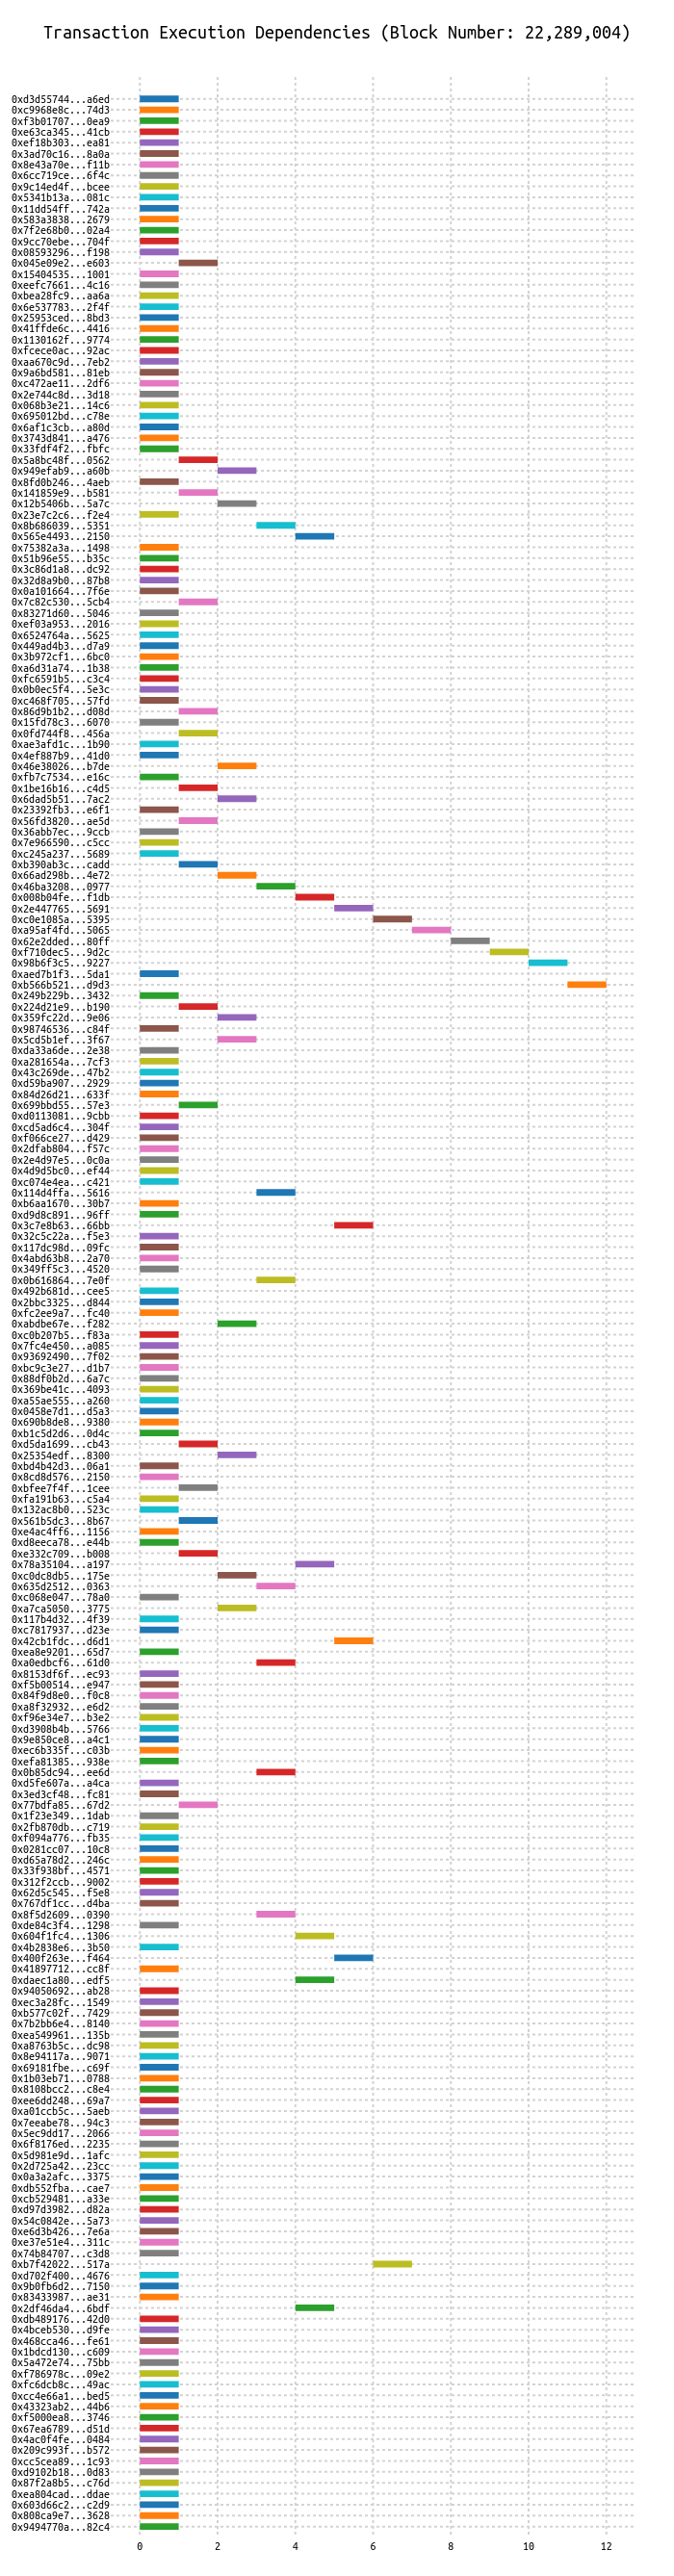 Transaction Execution Dependencies (Block Number: 22,289,004)
0xd3d55744...a6ed
0xc9968e8c...74d3
0xf3b01707...0ea9
0xe63ca345...41cb
0xef18b303...ea81
0x3ad70c16...8a0a
0x8e43a70e...f11b
0x6cc719ce...6f4c
0x9c14ed4f...bcee
0x5341b13a...081c
0x11dd54ff...742a
0x583a3838...2679
0x7f2e68b0...02a4
0x9cc70ebe...704f
0x08593296...f198
0x045e09e2...e603
0x15404535...1001
0xeefc7661...4c16
0xbea28fc9...aa6a
0x6e537783...2f4f
0x25953ced...8bd3
0x41ffde6c...4416
0x1130162f...9774
0xfcece0ac...92ac
0xaa670c9d...7eb2
0x9a6bd581...81eb
0xc472ae11...2df6
0x2e744c8d...3d18
0x068b3e21...14c6
0x695012bd...c78e
0x6af1c3cb...a80d
0x3743d841...a476
0x33fdf4f2...fbfc
0x5a8bc48f...0562
0x949efab9...a60b
0x8fd0b246...4aeb
0x141859e9...b581
0x12b5406b...5a7c
0x23e7c2c6...f2e4
0x8b686039...5351
0x565e4493...2150
0x75382a3a...1498
0x51b96e55...b35c
0x3c86d1a8...dc92
0x32d8a9b0...87b8
0x0a101664...7f6e
0x7c82c530...5cb4
0x83271d60...5046
0xef03a953...2016
0x6524764a...5625
0x449ad4b3...d7a9
0x3b972cf1...6bc0
0xa6d31a74...1b38
0xfc6591b5...c3c4
0x0b0ec5f4...5e3c
0xc468f705...57fd
0x86d9b1b2...d08d
0x15fd78c3...6070
0x0fd744f8...456a
0xae3afd1c...1b90
0x4ef887b9...41d0
0x46e38026...b7de
0xfb7c7534...e16c
0x1be16b16...c4d5
0x6dad5b51...7ac2
0x23392fb3...e6f1
0x56fd3820...ae5d
0x36abb7ec...9ccb
0x7e966590...c5cc
0xc245a237...5689
0xb390ab3c...cadd
0x66ad298b...4e72
0x46ba3208...0977
0x008b04fe...f1db
0x2e447765...5691
0xc0e1085a...5395
0xa95af4fd...5065
0x62e2dded...80ff
0xf710dec5...9d2c
0x98b6f3c5...9227
0xaed7b1f3...5da1
0xb566b521...d9d3
0x249b229b...3432
0x224d21e9...b190
0x359fc22d...9e06
0x98746536...c84f
0x5cd5b1ef...3f67
0xda33a6de...2e38
0xa281654a...7cf3
0x43c269de...47b2
0xd59ba907...2929
0x84d26d21...633f
0x699bbd55...57e3
0xd0113081...9cbb
0xcd5ad6c4...304f
0xf066ce27...d429
0x2dfab804...f57c
0x2e4d97e5...0c0a
0x4d9d5bc0...ef44
0xc074e4ea...c421
0x114d4ffa...5616
0xb6aa1670...30b7
0xd9d8c891...96ff
0x3c7e8b63...66bb
0x32c5c22a...f5e3
0x117dc98d...09fc
0x4abd63b8...2a70
0x349ff5c3...4520
0x0b616864...7e0f
0x492b681d...cee5
0x2bbc3325...d844
0xfc2ee9a7...fc40
0xabdbe67e...f282
0xc0b207b5...f83a
0x7fc4e450...a085
0x93692490...7f02
0xbc9c3e27...d1b7
0x88df0b2d...6a7c
0x369be41c...4093
0xa55ae555...a260
0x0458e7d1...d5a3
0x690b8de8...9380
0xb1c5d2d6...0d4c
0xd5da1699...cb43
0x25354edf...8300
0xbd4b42d3...06a1
0x8cd8d576...2150
0xbfee7f4f...1cee
0xfa191b63...c5a4
0x132ac8b0...523c
0x561b5dc3...8b67
0xe4ac4ff6...1156
0xd8eeca78...e44b
0xe332c709...b008
0x78a35104...a197
0xc0dc8db5...175e
0x635d2512...0363
0xc068e047...78a0
0xa7ca5050...3775
0x117b4d32...4f39
0xc7817937...d23e
0x42cb1fdc...d6d1
0xea8e9201...65d7
0xa0edbcf6...61d0
0x8153df6f...ec93
0xf5b00514...e947
0x84f9d8e0...f0c8
0xa8f32932...e6d2
0xf96e34e7...b3e2
0xd3908b4b...5766
0x9e850ce8...a4c1
0xec6b335f...c03b
0xefa81385...938e
0x0b85dc94...ee6d
0xd5fe607a...a4ca
0x3ed3cf48...fc81
0x77bdfa85...67d2
0x1f23e349...1dab
0x2fb870db...c719
0xf094a776...fb35
0x0281cc07...10c8
0xd65a78d2...246c
0x33f938bf...4571
0x312f2ccb...9002
0x62d5c545...f5e8
0x767df1cc...d4ba
0x8f5d2609...0390
0xde84c3f4...1298
0x604f1fc4...1306
0x4b2838e6...3b50
0x400f263e...f464
0x41897712...cc8f
0xdaec1a80...edf5
0x94050692...ab28
0xec3a28fc...1549
0xb577c02f...7429
0x7b2bb6e4...8140
0xea549961...135b
0xa8763b5c...dc98
0x8e94117a...9071
0x69181fbe...c69f
0x1b03eb71...0788
0x8108bcc2...c8e4
0xee6dd248...69a7
0xa01ccb5c...5aeb
0x7eeabe78...94c3
0x5ec9dd17...2066
0x6f8176ed...2235
0x5d981e9d...1afc
0x2d725a42...23cc
0x0a3a2afc...3375
0xdb552fba...cae7
0xcb529481...a33e
0xd97d3982...d82a
0x54c0842e...5a73
0xe6d3b426...7e6a
0xe37e51e4...311c
0x74b84707...c3d8
0xb7f42022...517a
0xd702f400...4676
0x9b0fb6d2...7150
0x83433987...ae31
0x2df46da4...6bdf
0xdb489176...42d0
0x4bceb530...d9fe
0x468cca46...fe61
0x1bdcd130...c609
0x5a472e74...75bb
0xf786978c...09e2
0xfc6dcb8c...49ac
0xcc4e66a1...bed5
0x43323ab2...44b6
0xf5000ea8...3746
0x67ea6789...d51d
0x4ac0f4fe...0484
0x209c993f...b572
0xcc5cea89...1c93
0xd9102b18...0d83
0x87f2a8b5...c76d
0xea804cad...ddae
0x603d66c2...c2d9
0x808ca9e7...3628
0x9494770a...82c4
0 2 4 6 8 10 12